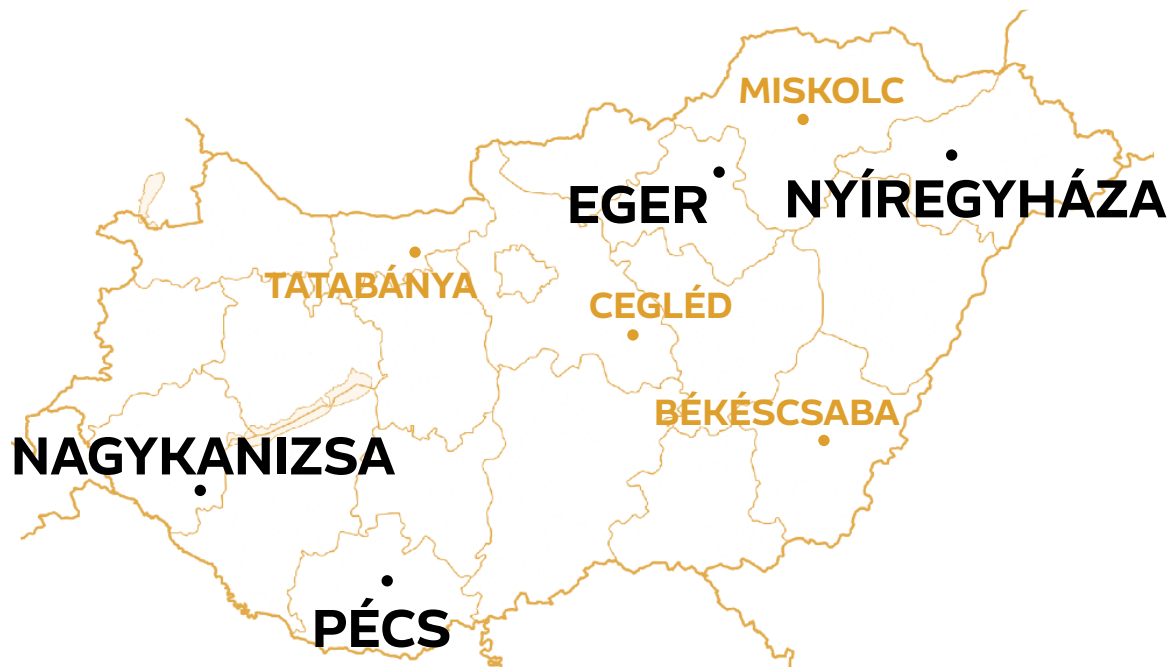 MISKOLC
EGER
NYÍREGYHÁZA
TATABÁNYA
CEGLÉD
BÉKÉSCSABA
NAGYKANIZSA
PÉCS